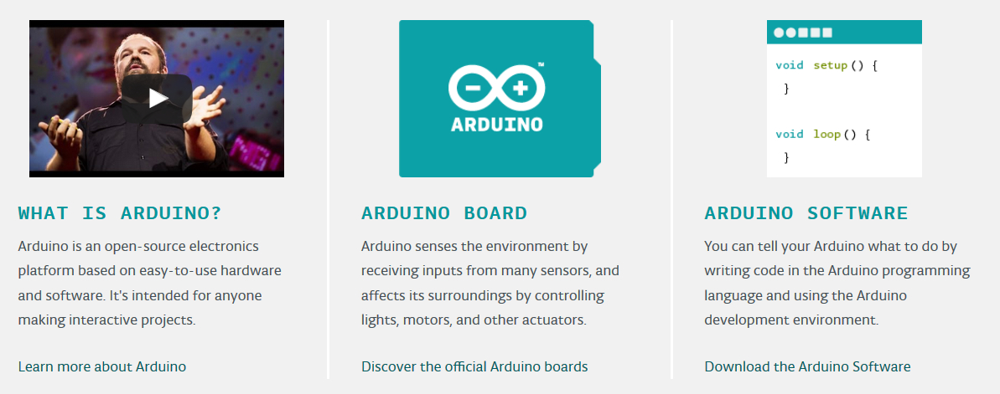 ™
ARDUINO
void setup() {
}
void loop() {
}
WHAT IS ARDUINO?
Arduino is an open-source electronics
platform based on easy-to-use hardware
and software. It's intended for anyone
making interactive projects.
Learn more about Arduino
ARDUINO BOARD
Arduino senses the environment by
receiving inputs from many sensors, and
affects its surroundings by controlling
lights, motors, and other actuators.
Discover the official Arduino boards
ARDUINO SOFTWARE
You can tell your Arduino what to do by
writing code in the Arduino programming
language and using the Arduino
development environment.
Download the Arduino Software